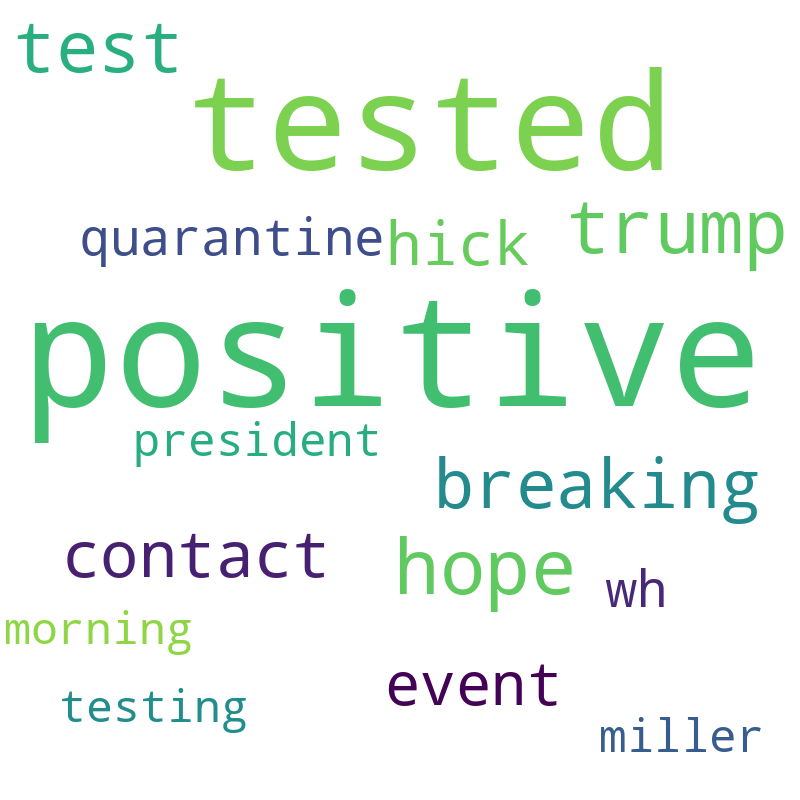 test
tested
quarantine hick trump
positive
president
breaking
contact hope wh
morning
event
testing
miller